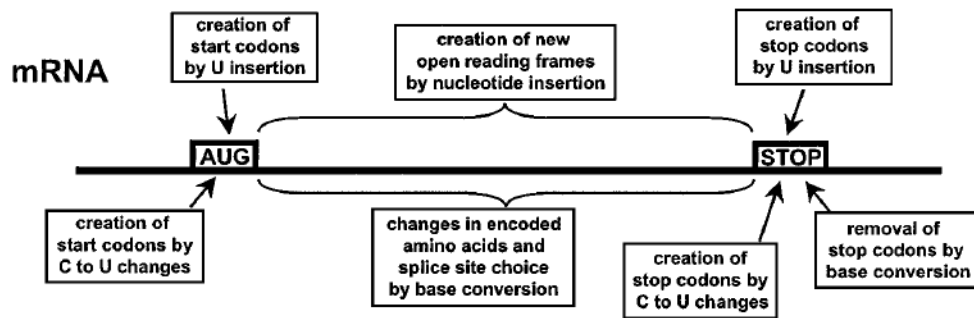 creation of
start codons
by U insertion
creation of new
open reading frames
by nucleotide insertion
creation of
stop codons
by U insertion
mRNA
AUG
STOP
creation of
start codons by
C to U changes
changes in encoded
amino acids and
splice site choice
by base conversion
creation of
stop codons by
C to U changes
removal of
stop codons by
base conversion